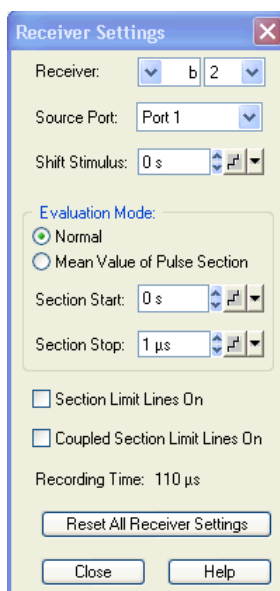 Receiver Settings
Receiver: b 2
Source Port: Port 1
Shift Stimulus: 0 s
Evaluation Mode:
Normal
Mean Value of Pulse Section
Section Start: 0 s
Section Stop: 1 µs
Section Limit Lines On
Coupled Section Limit Lines On
Recording Time: 110 µs
Reset All Receiver Settings
Close Help